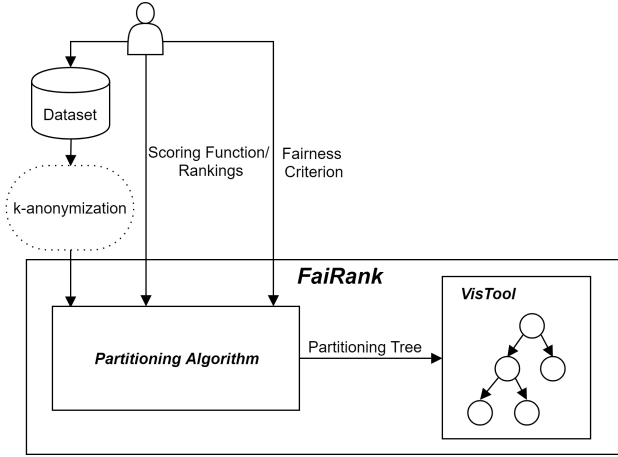 Dataset
Scoring Function/
Rankings
Fairness
Criterion
k-anonymization
FaiRank
VisTool
Partitioning Algorithm
Partitioning Tree